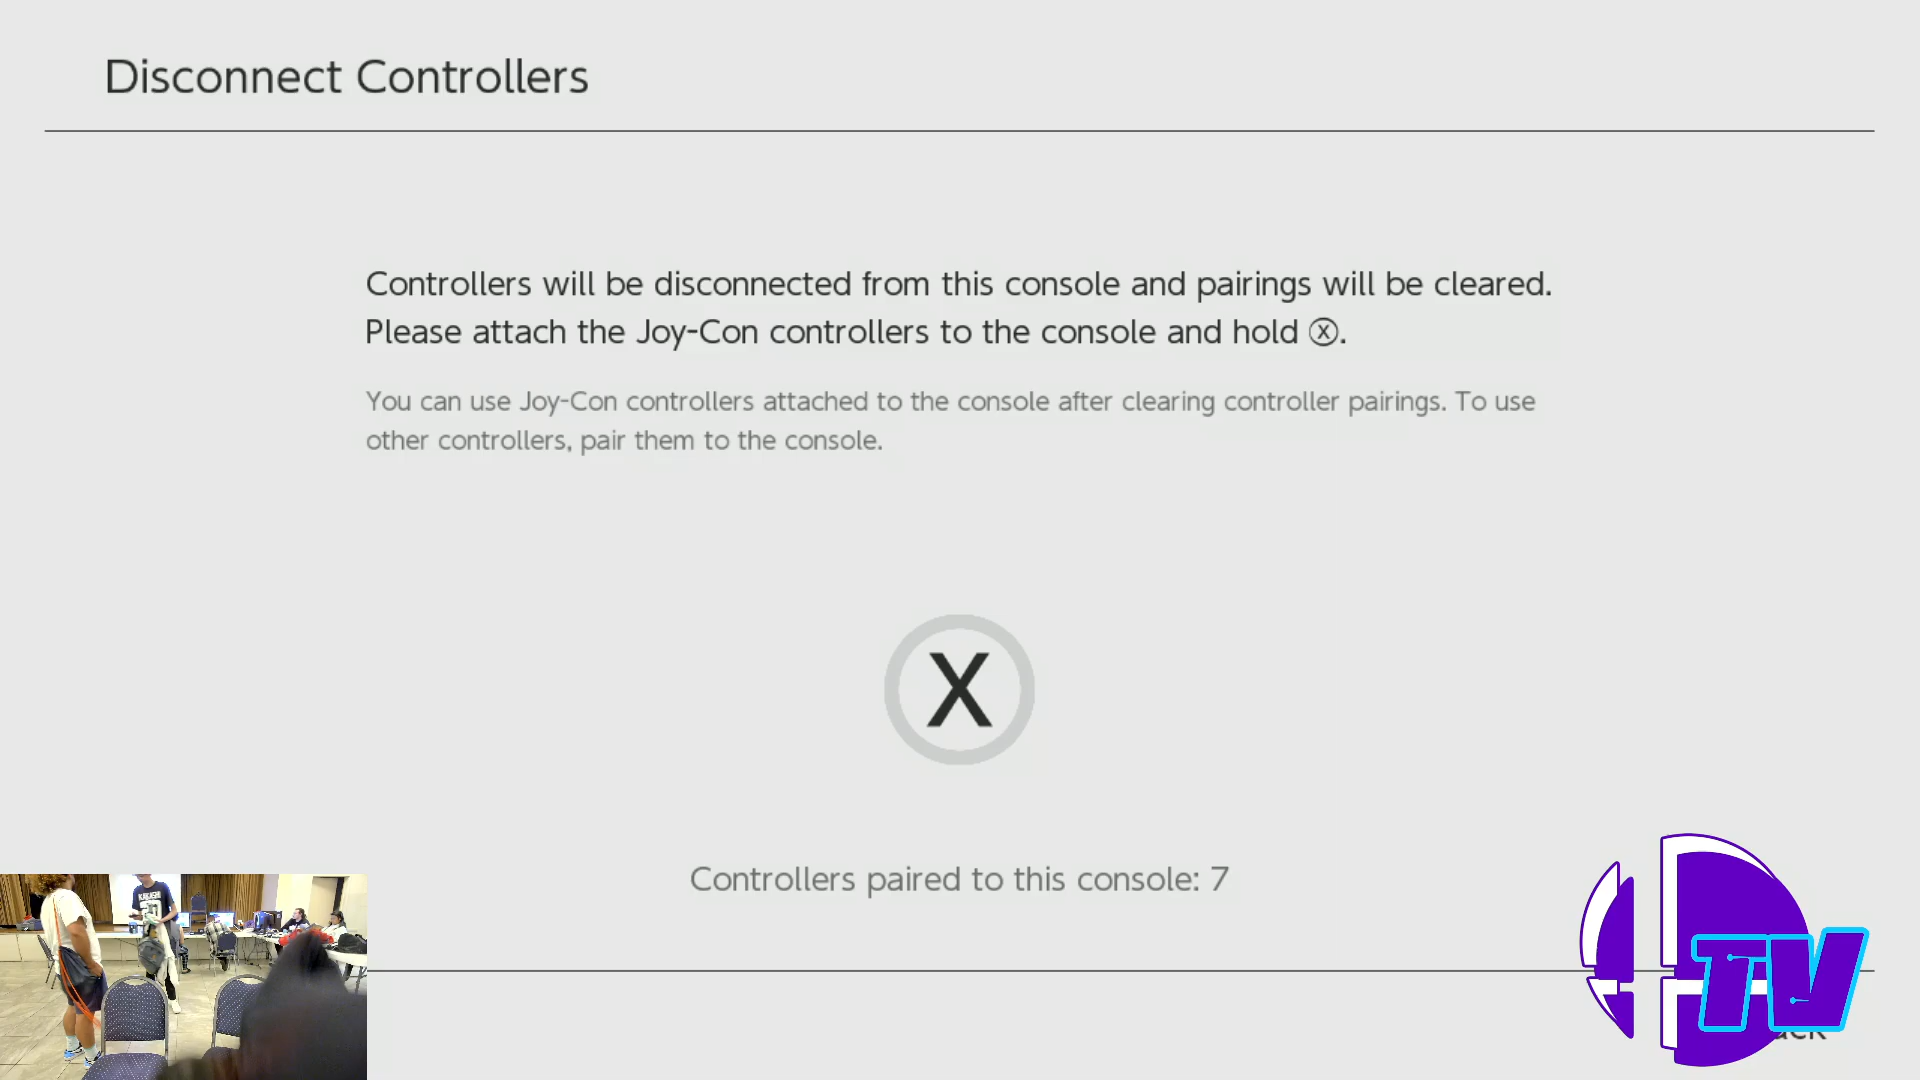 Disconnect Controllers
Controllers will be disconnected from this console and pairings will be cleared.
Please attach the Joy-Con controllers to the console and hold Ⓧ.
You can use Joy-Con controllers attached to the console after clearing controller pairings. To use
other controllers, pair them to the console.
X
Controllers paired to this console: 7
TV